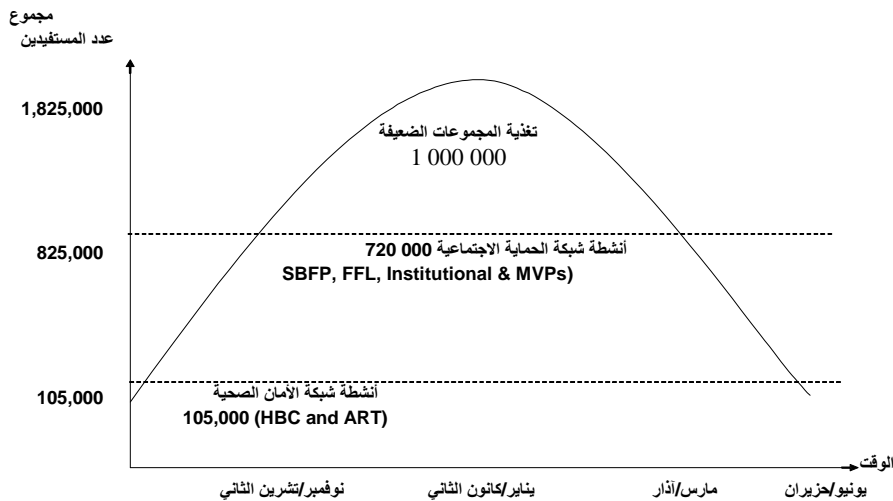 مجموع
عدد المستفيدين
1,825,000
تغذية المجموعات الضعيفة
1 000 000
825,000
أنشطة شبكة الحماية الاجتماعية 000 720
SBFP, FFL, Institutional & MVPs)
105,000
أنشطة شبكة الأمان الصحية
105,000 (HBC and ART)
الوقت
نوفمبر/تشرين الثاني
يناير/كانون الثاني
مارس/آذار
يونيو/حزيران